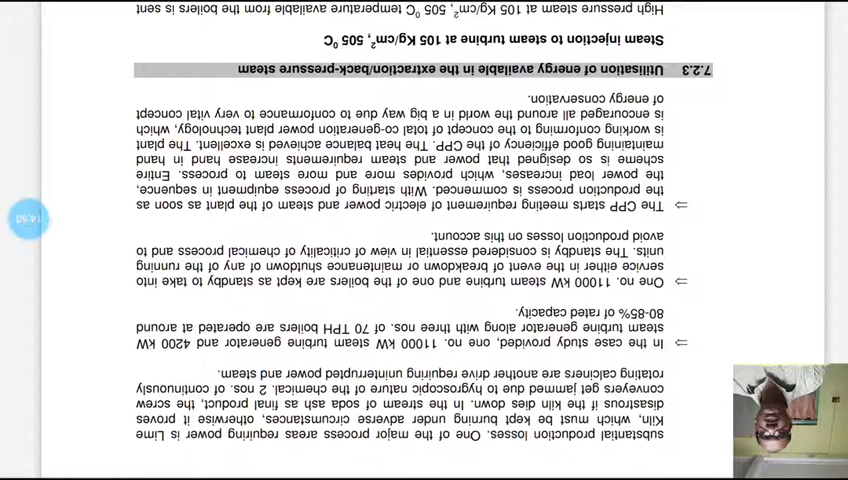 substantial production losses. One of the major process areas requiring power is Lime
Kiln, which must be kept burning under adverse circumstances, otherwise it proves
disastrous if the kiln dies down. In the stream of soda ash as final product, the screw
conveyers get jammed due to hygroscopic nature of the chemical. 2 nos. of continuously
rotating calciners are another drive requiring uninterrupted power and steam.
⇒ In the case study provided, one no. 11000 kW steam turbine generator and 4200 kW
steam turbine generator along with three nos. of 70 TPH boilers are operated at around
80-85% of rated capacity.
⇒ One no. 11000 kW steam turbine and one of the boilers are kept as standby to take into
service either in the event of breakdown or maintenance shutdown of any of the running
units. The standby is considered essential in view of criticality of chemical process and to
avoid production losses on this account.
⇒ The CPP starts meeting requirement of electric power and steam of the plant as soon as
the production process is commenced. With starting of process equipment in sequence,
the power load increases, which provides more and more steam to process. Entire
scheme is so designed that power and steam requirements increase hand in hand
maintaining good efficiency of the CPP. The heat balance achieved is excellent. The plant
is working conforming to the concept of total co-generation power plant technology, which
is encouraged all around the world in a big way due to conformance to very vital concept
of energy conservation.
7.2.3 Utilisation of energy available in the extraction/back-pressure steam
Steam injection to steam turbine at 105 Kg/cm², 505 ⁰C
High pressure steam at 105 Kg/cm², 505 ⁰C temperature available from the boilers is sent
14:50